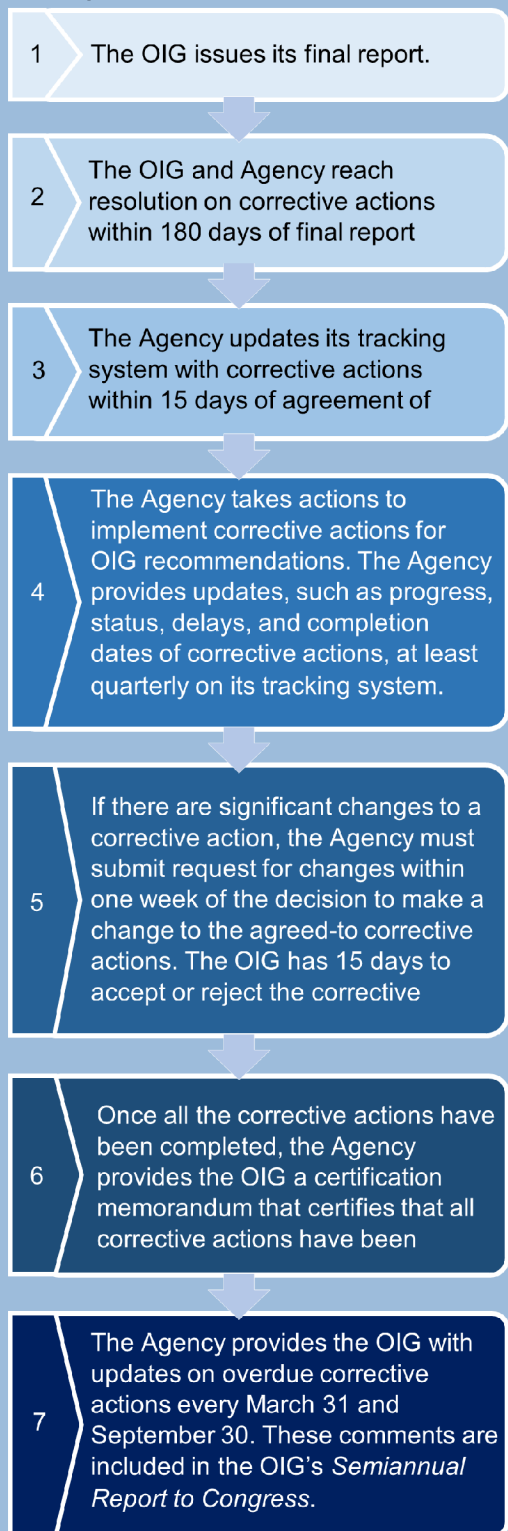 1
The OIG issues its final report.
2
The OIG and Agency reach
resolution on corrective actions
within 180 days of final report
3
The Agency updates its tracking
system with corrective actions
within 15 days of agreement of
4
The Agency takes actions to
implement corrective actions for
OIG recommendations. The Agency
provides updates, such as progress,
status, delays, and completion
dates of corrective actions, at least
quarterly on its tracking system.
5
If there are significant changes to a
corrective action, the Agency must
submit request for changes within
one week of the decision to make a
change to the agreed-to corrective
actions. The OIG has 15 days to
accept or reject the corrective
6
Once all the corrective actions have
been completed, the Agency
provides the OIG a certification
memorandum that certifies that all
corrective actions have been
7
The Agency provides the OIG with
updates on overdue corrective
actions every March 31 and
September 30. These comments are
included in the OIG's Semiannual
Report to Congress.